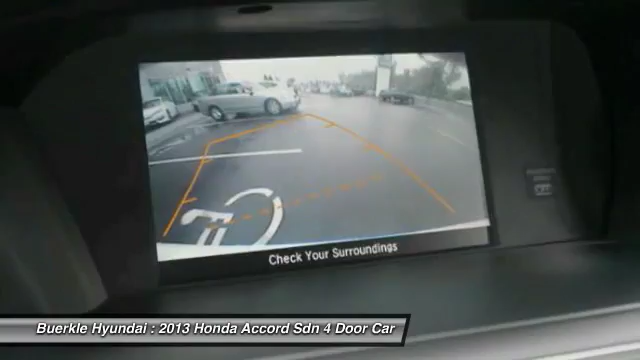 Check Your Surroundings
Buerkle Hyundai : 2013 Honda Accord Sdn 4 Door Car